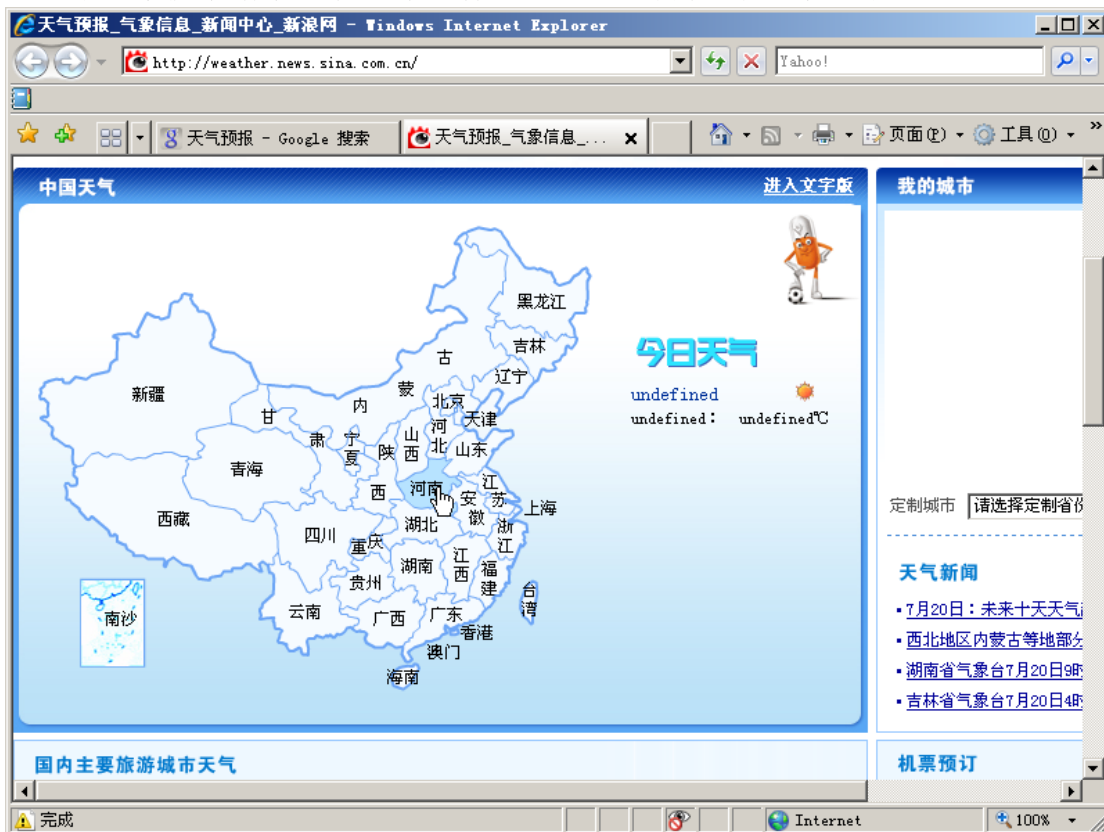 天气预报_气象信息_新闻中心_新浪网 - Windows Internet Explorer
http://weather.news.sina.com.cn/
Yahoo!
天气预报 - Google 搜索
天气预报_气象信息_...
页面(P)
工具(O)
»
中国天气
进入文字版
我的城市
黑龙江
吉林
辽宁
内
蒙
古
新疆
甘
肃
宁
夏
北京
天津
河
北
山
西
山东
陕
西
青海
河南
江
苏
安
徽
上海
西藏
四川
重庆
湖北
浙
江
湖南
江
西
福
建
贵州
云南
广西
广东
台
湾
香港
澳门
海南
南沙
今日天气
undefined
undefined: undefined℃
定制城市
请选择定制省
天气新闻
7月20日：未来十天天气
西北地区内蒙古等地部分
湖南省气象台7月20日9时
吉林省气象台7月20日4时
国内主要旅游城市天气
机票预订
完成
Internet
100%